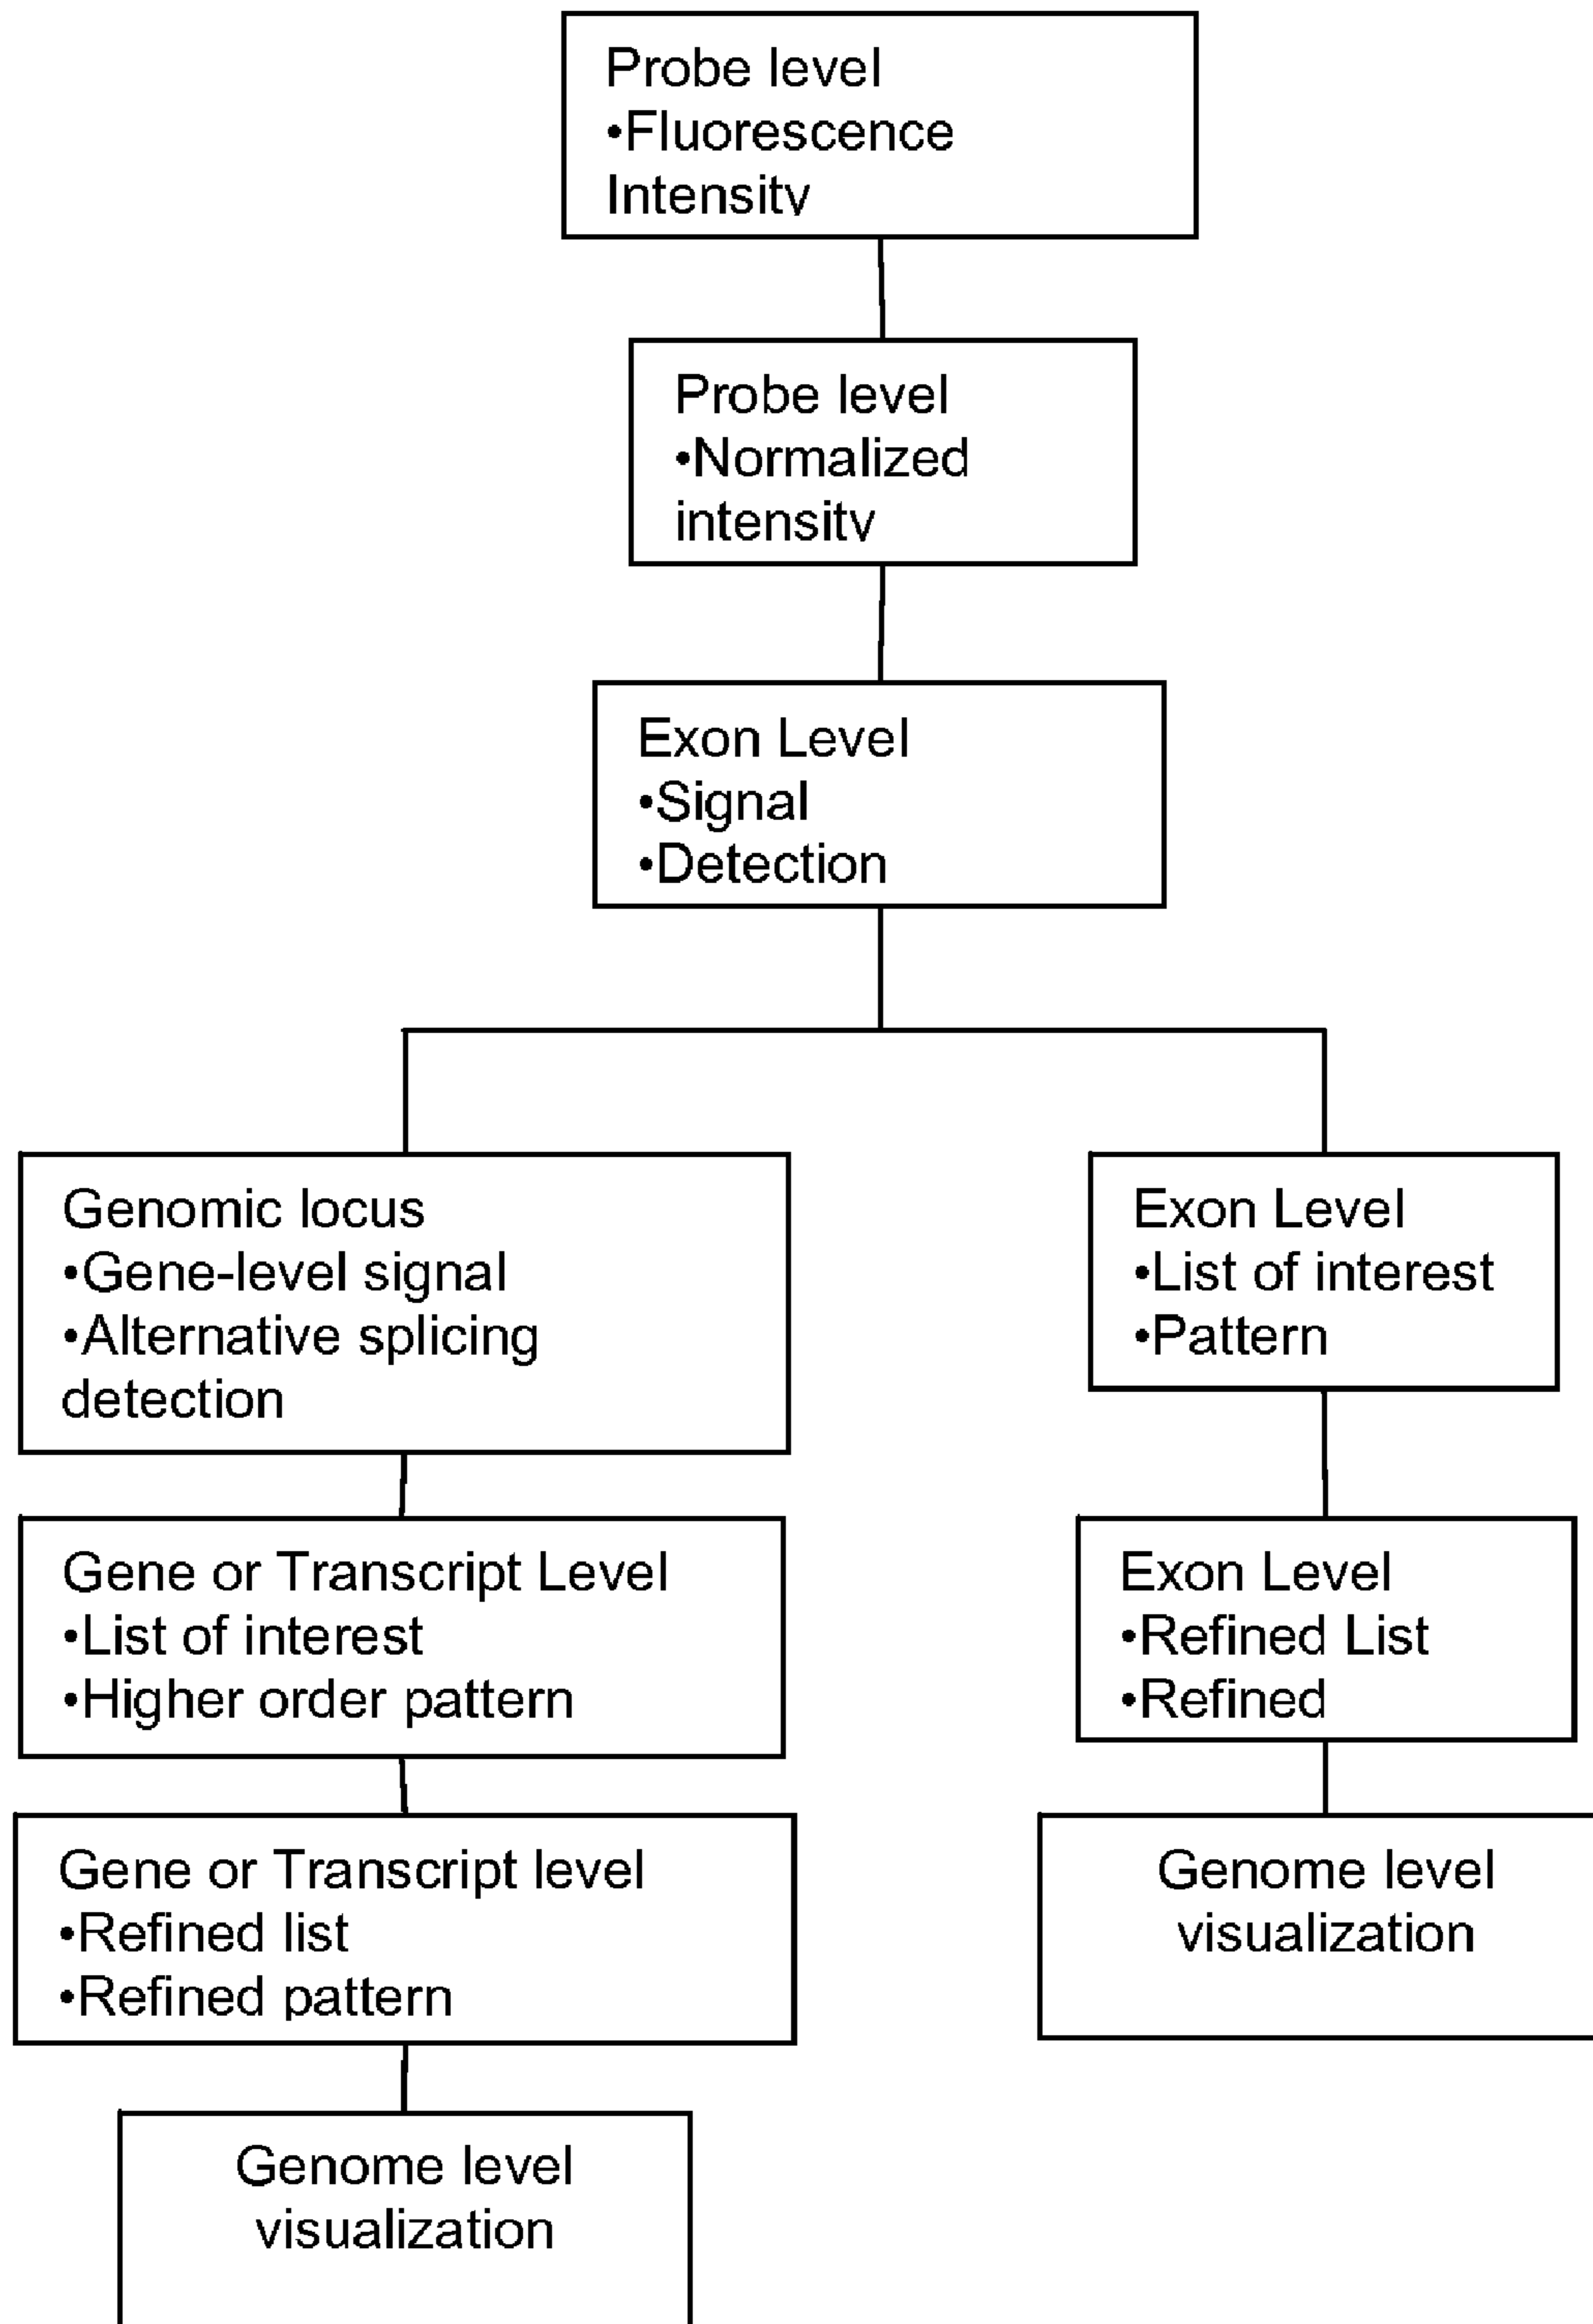 Probe level
•Fluorescence
Intensity
Probe level
•Normalized
intensity
Exon Level
•Signal
•Detection
Genomic locus
•Gene-level signal
•Alternative splicing
detection
Exon Level
•List of interest
•Pattern
Gene or Transcript Level
•List of interest
•Higher order pattern
Exon Level
•Refined List
•Refined
Gene or Transcript level
•Refined list
•Refined pattern
Genome level
visualization
Genome level
visualization